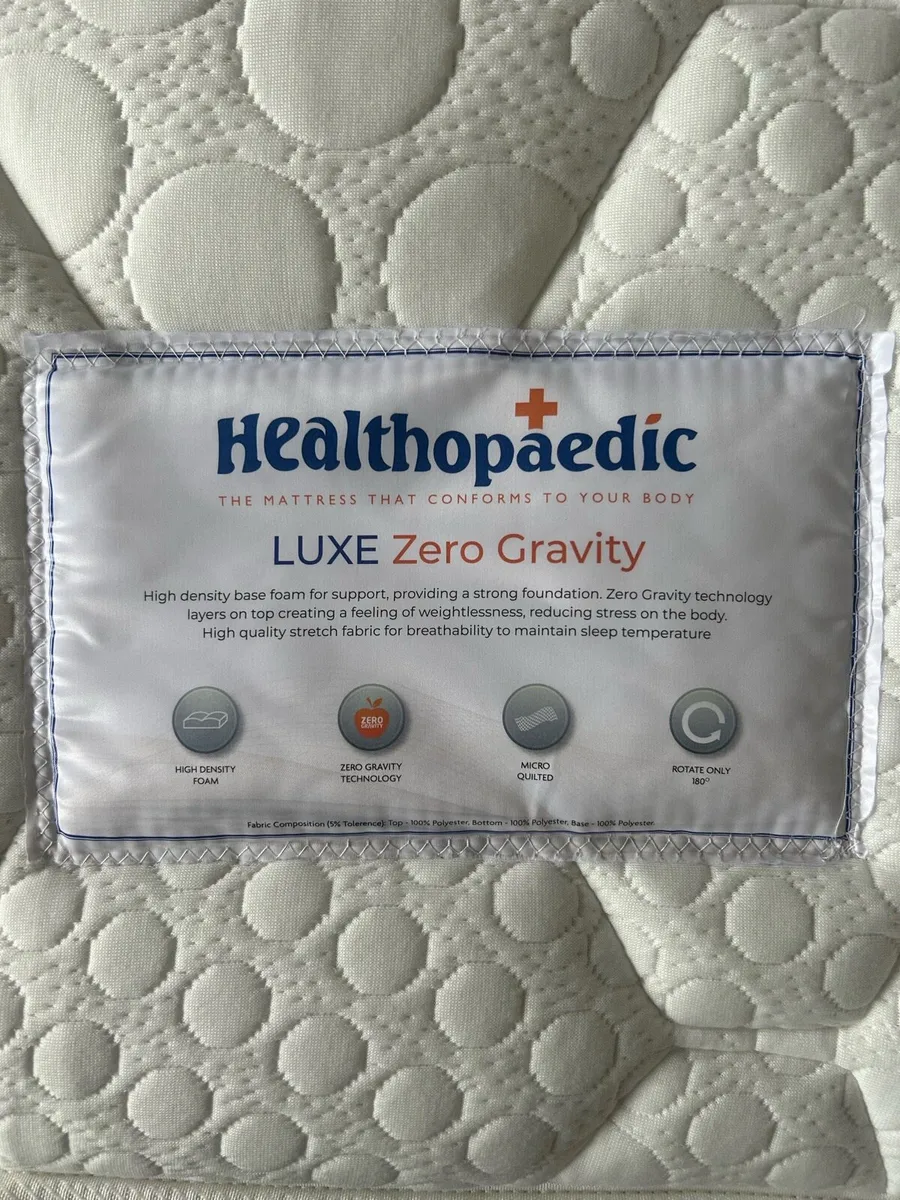 Healthopaedic
THE MATTRESS THAT CONFORMS TO YOUR BODY
LUXE Zero Gravity
High density base foam for support, providing a strong foundation. Zero Gravity technology
layers on top creating a feeling of weightlessness, reducing stress on the body.
High quality stretch fabric for breathability to maintain sleep temperature
ZERO
GRAVITY
HIGH DENSITY
FOAM
ZERO GRAVITY
TECHNOLOGY
MICRO
QUILTED
ROTATE ONLY
180°
Fabric Composition (5% Tolerence): Top - 100% Polyester, Bottom - 100% Polyester, Base - 100% Polyester.